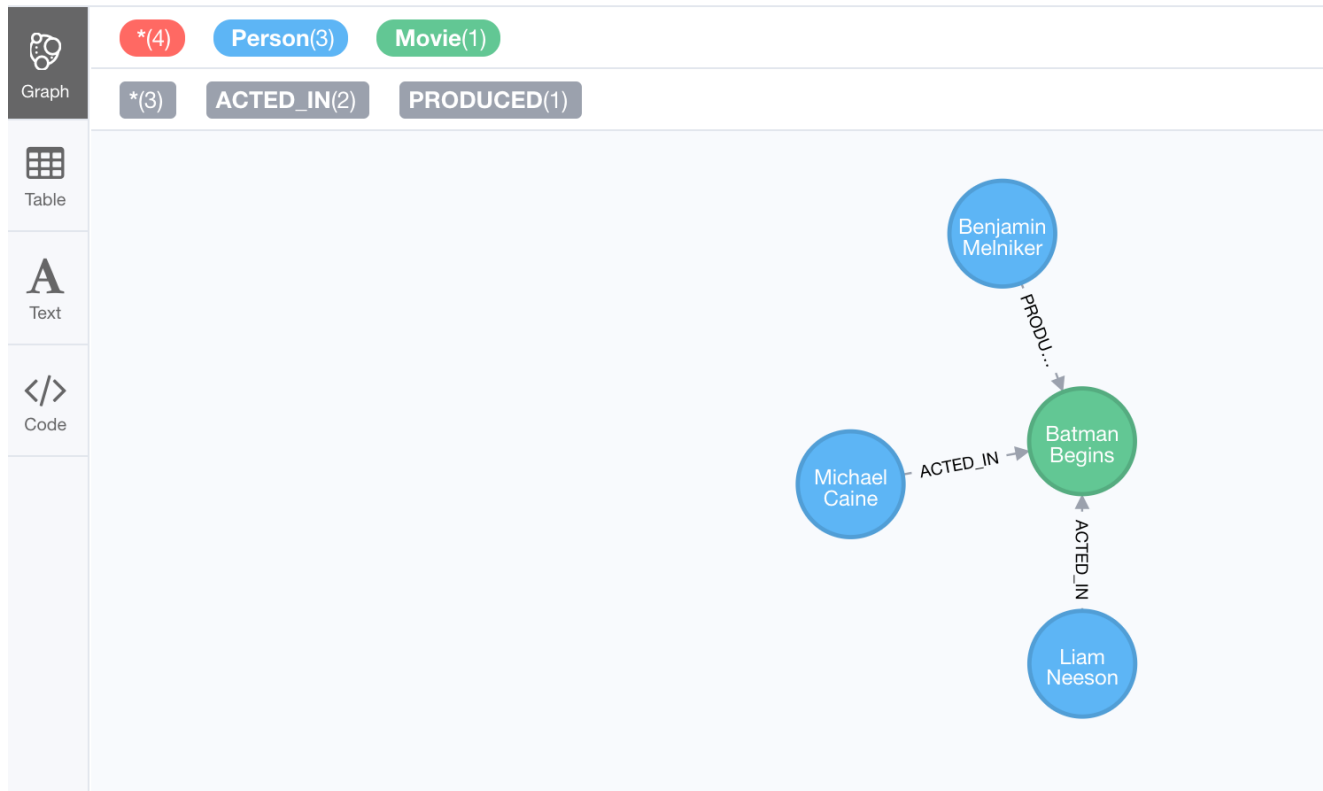 *(4) Person(3) Movie(1)
*(3) ACTED_IN(2) PRODUCED(1)
Graph
Table
Text
Code
Benjamin
Melniker
PRODU...
Batman
Begins
Michael
Caine
ACTED_IN
ACTED_IN
Liam
Neeson